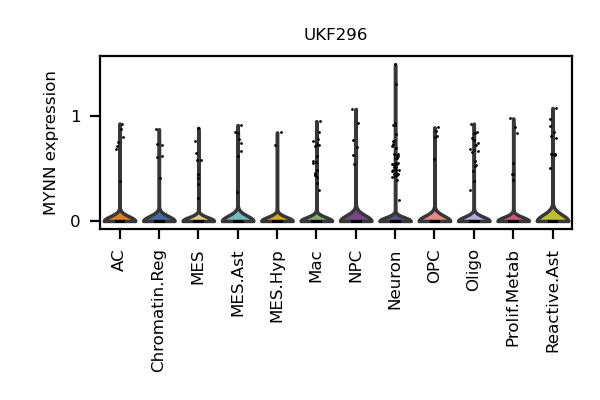 UKF296
MYNN expression
1
0
AC
Chromatin.Reg
MES
MES.Ast
MES.Hyp
Mac
NPC
Neuron
OPC
Oligo
Prolif.Metab
Reactive.Ast